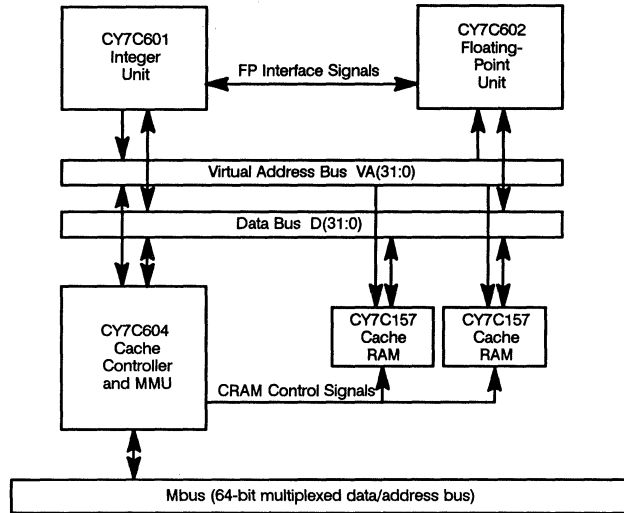 CY7C601
Integer
Unit
FP Interface Signals
CY7C602
Floating-
Point
Unit
Virtual Address Bus VA(31:0)
Data Bus D(31:0)
CY7C604
Cache
Controller
and MMU
CY7C157
Cache
RAM
CY7C157
Cache
RAM
CRAM Control Signals
Mbus (64-bit multiplexed data/address bus)